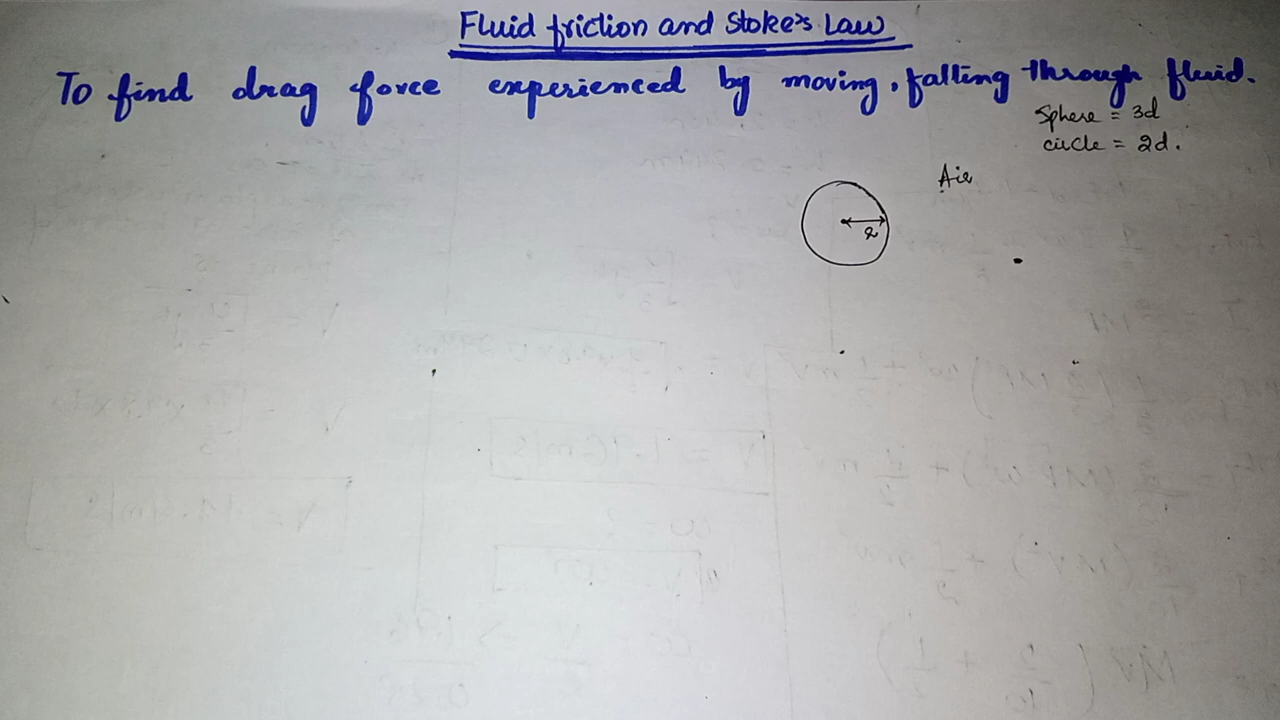 Fluid friction and Stoke's Law
To find drag force experienced by moving, falling through fluid.
Sphere = 3d
circle = 2d.
Air
r